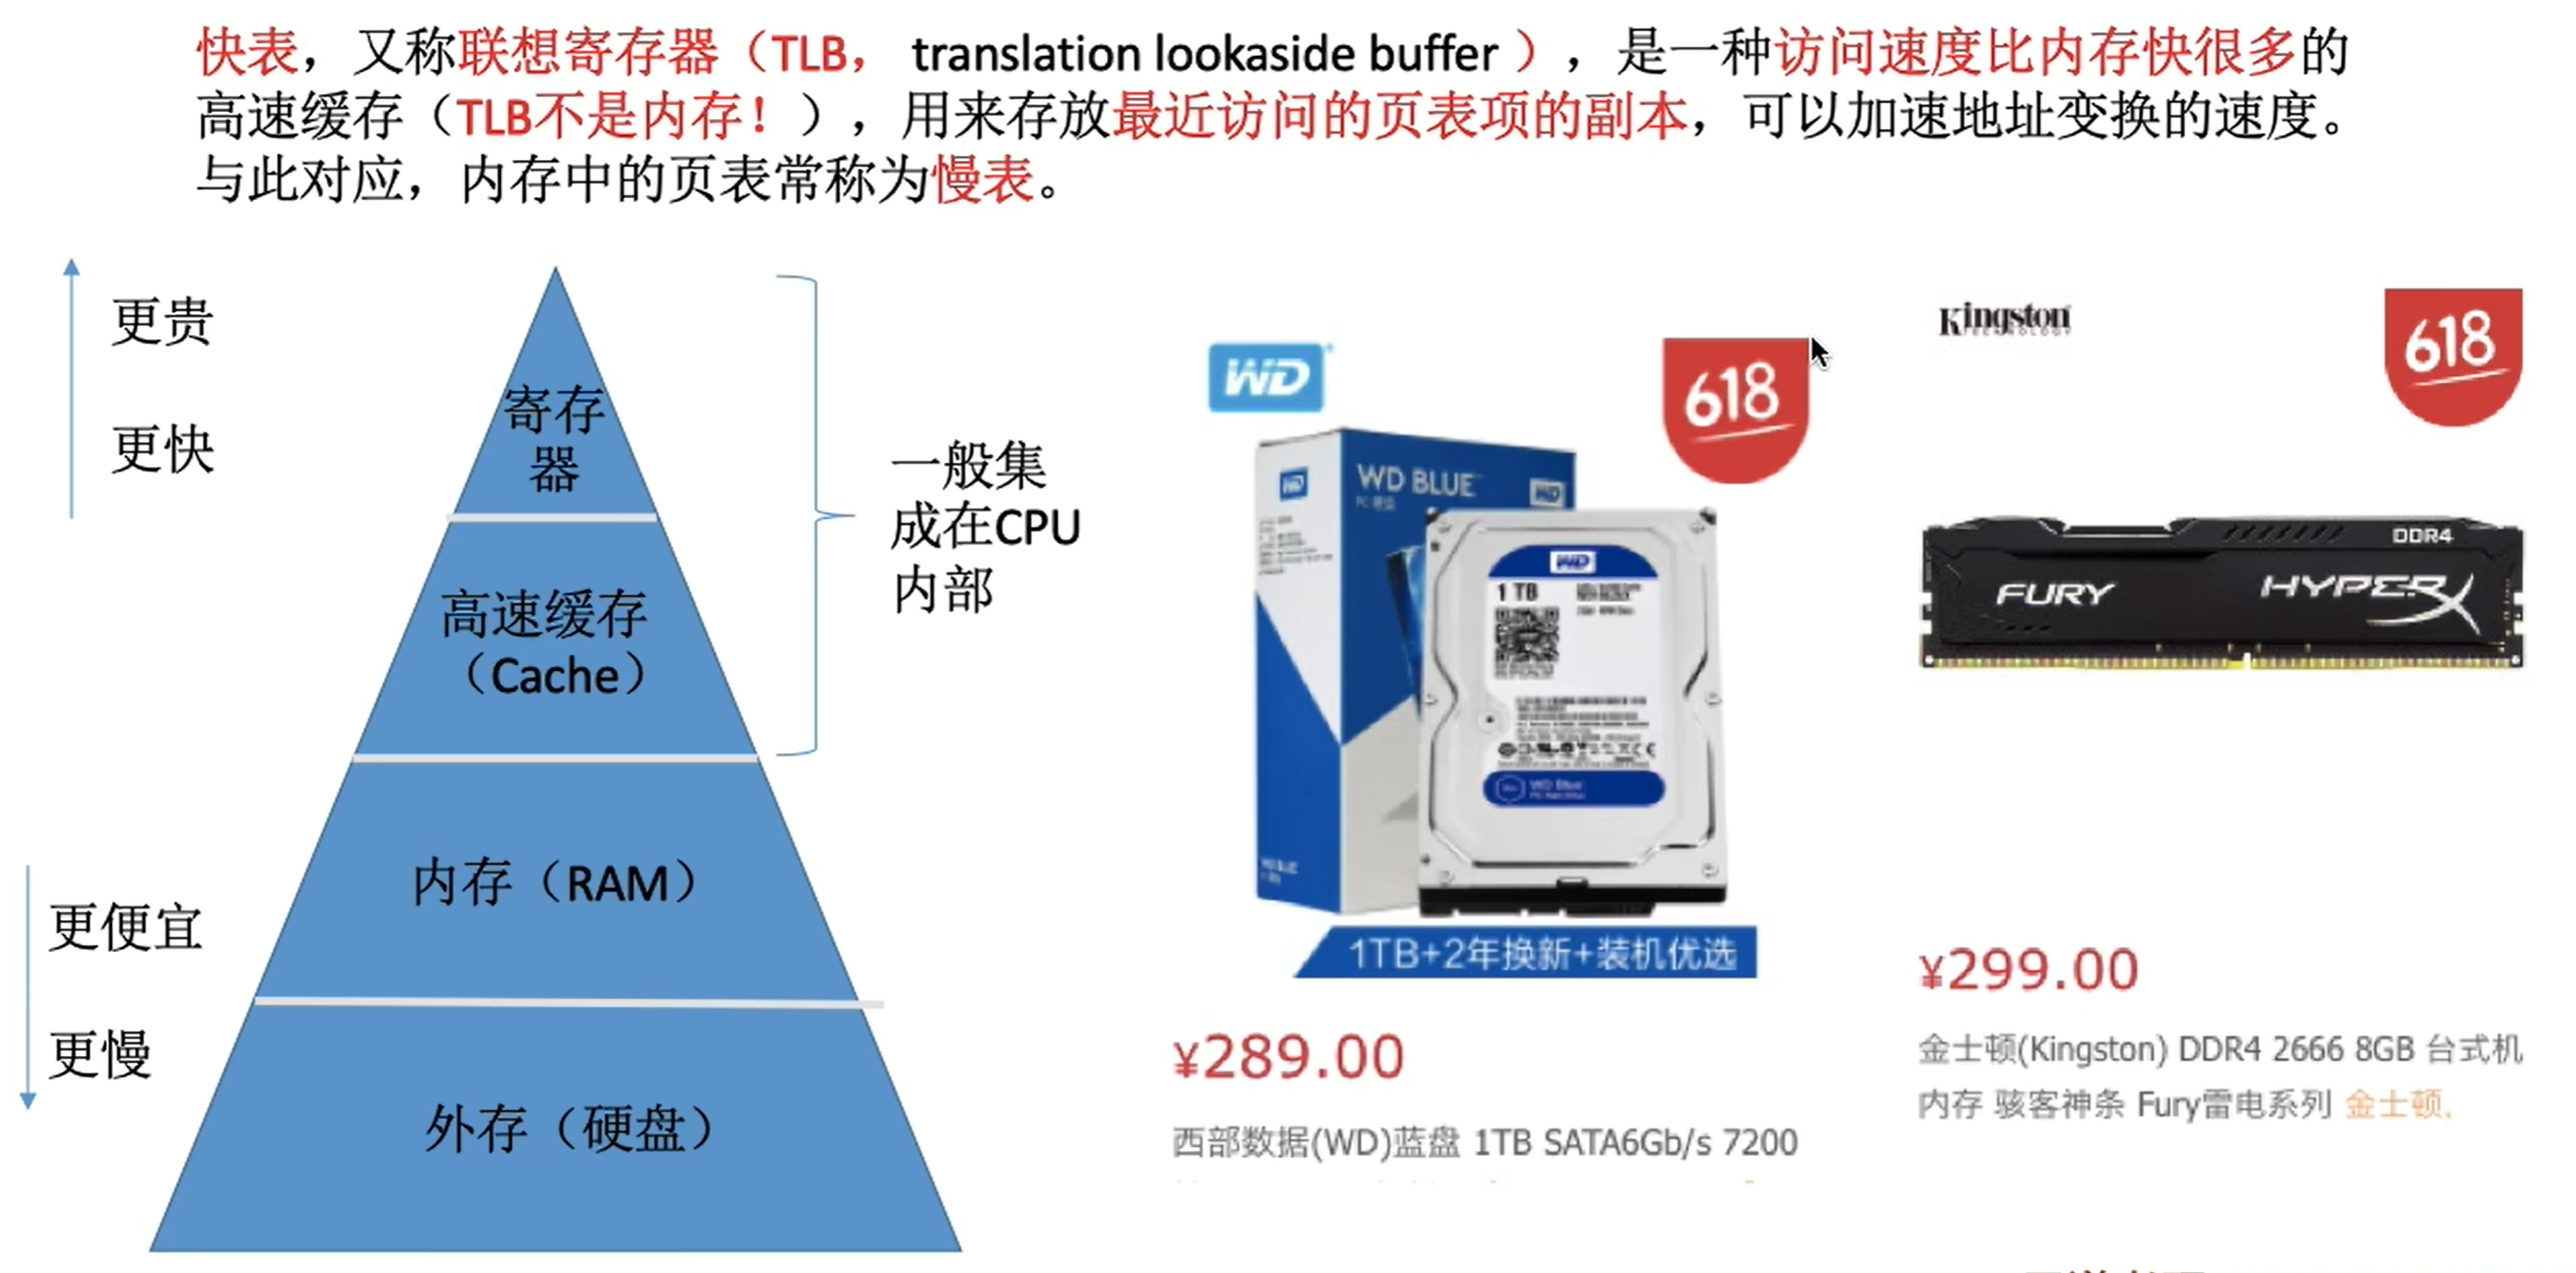 快表，又称联想寄存器（TLB， translation lookaside buffer ），是一种访问速度比内存快很多的
高速缓存（TLB不是内存！），用来存放最近访问的页表项的副本，可以加速地址变换的速度。
与此对应，内存中的页表常称为慢表。
更贵
更快
寄存
器
高速缓存
（Cache）
内存（RAM）
外存（硬盘）
更便宜
更慢
一般集
成在CPU
内部
WD
618
WD
WD BLUE
WD
WD
1 TB
WD Blue
1TB+2年换新+装机优选
¥289.00
西部数据(WD)蓝盘 1TB SATA6Gb/s 7200
Kingston
TECHNOLOGY
618
DDR4
FURY
HYPERX
¥299.00
金士顿(Kingston) DDR4 2666 8GB 台式机
内存 骇客神条 Fury雷电系列 金士顿,